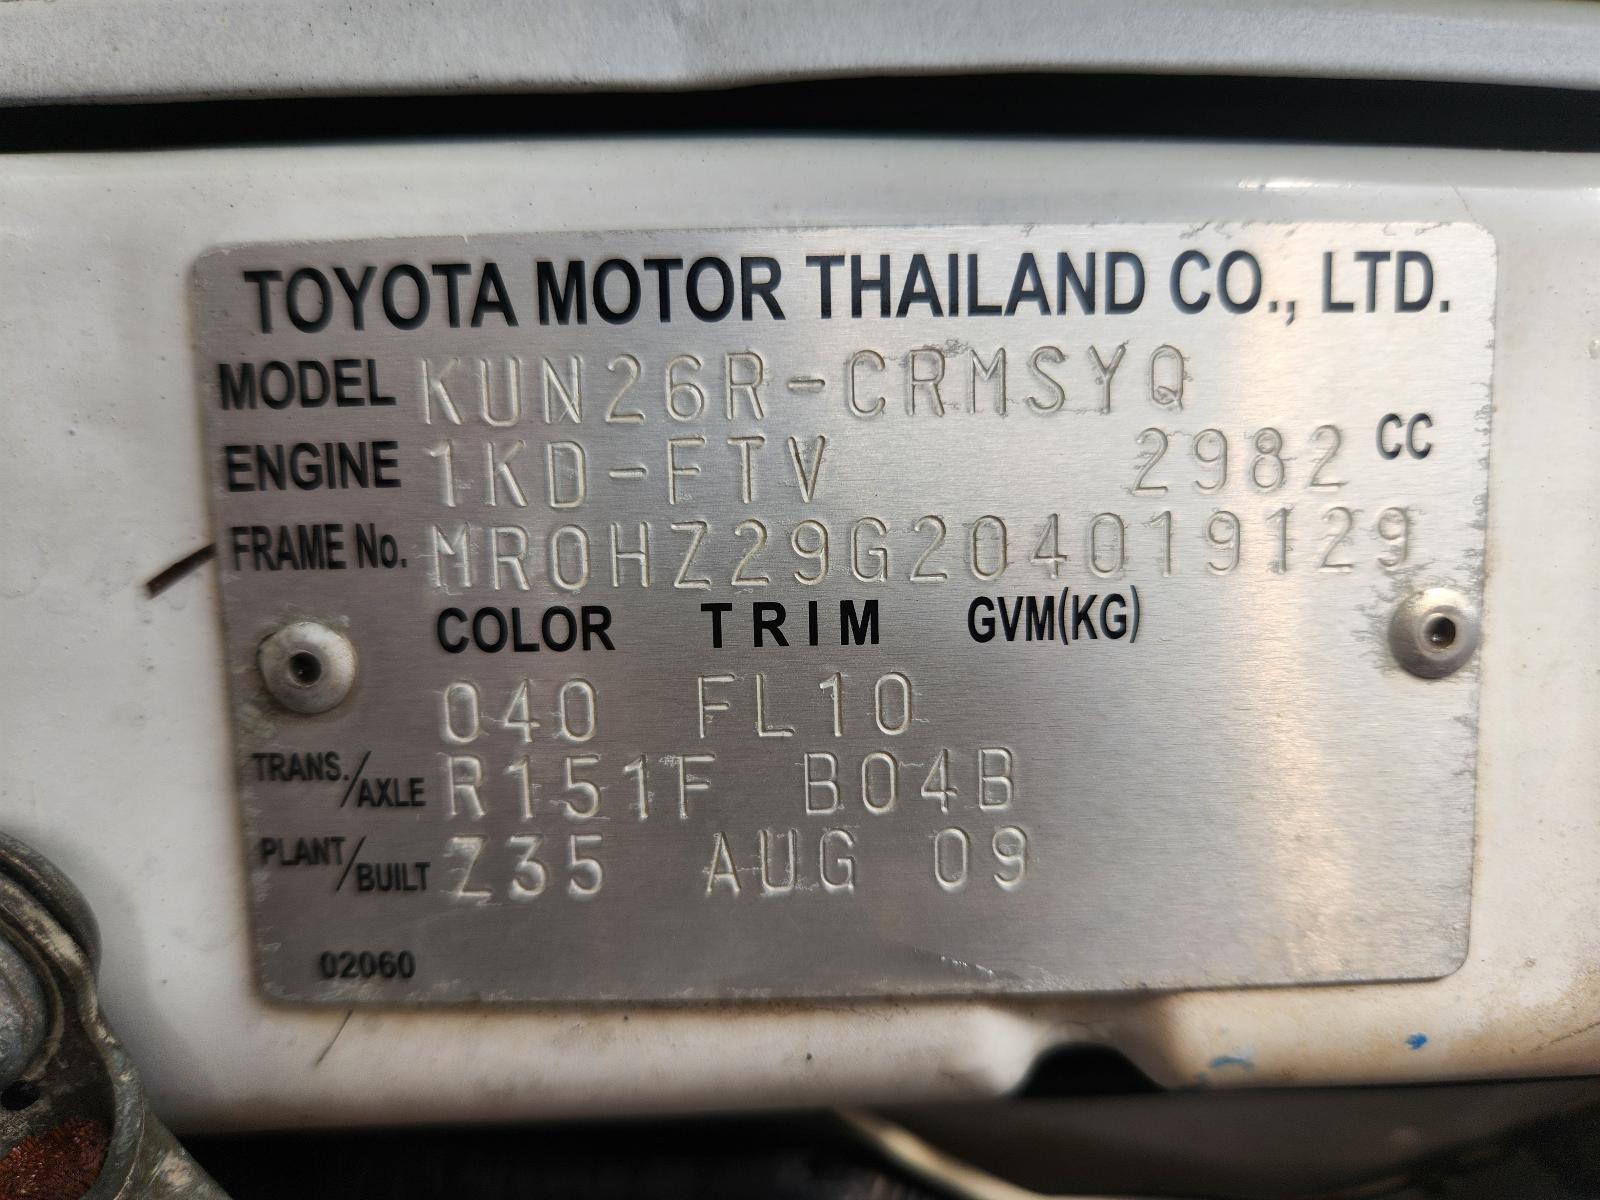 TOYOTA MOTOR THAILAND CO., LTD.
MODEL KUN26R-CRMSYQ
ENGINE 1KD-FTV 2982 CC
FRAME No. MR0HZ29G204019129
COLOR TRIM GVM(KG)
040 FL10
TRANS./AXLE R151F B04B
PLANT/BUILT Z35 AUG 09
02060